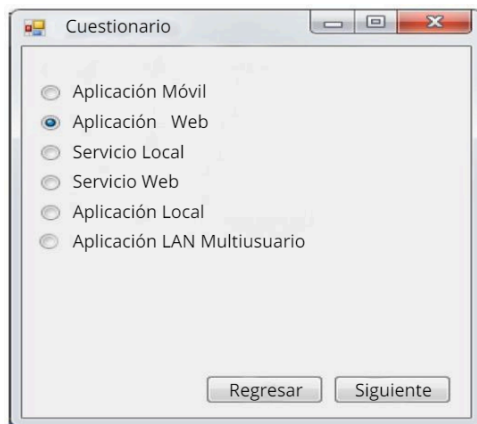 Cuestionario
Aplicación Móvil
Aplicación Web
Servicio Local
Servicio Web
Aplicación Local
Aplicación LAN Multiusuario
Regresar Siguiente